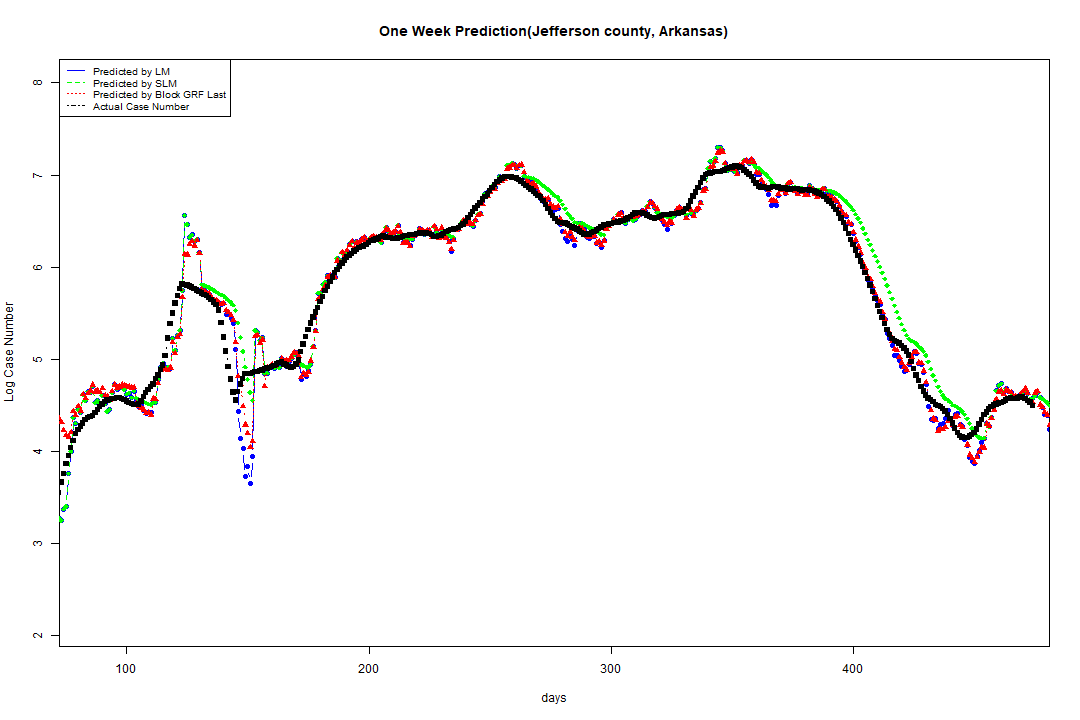 One Week Prediction(Jefferson county, Arkansas)
Predicted by LM
Predicted by SLM
Predicted by Block GRF Last
Actual Case Number
8
7
6
5
4
3
2
Log Case Number
100 200 300 400
days